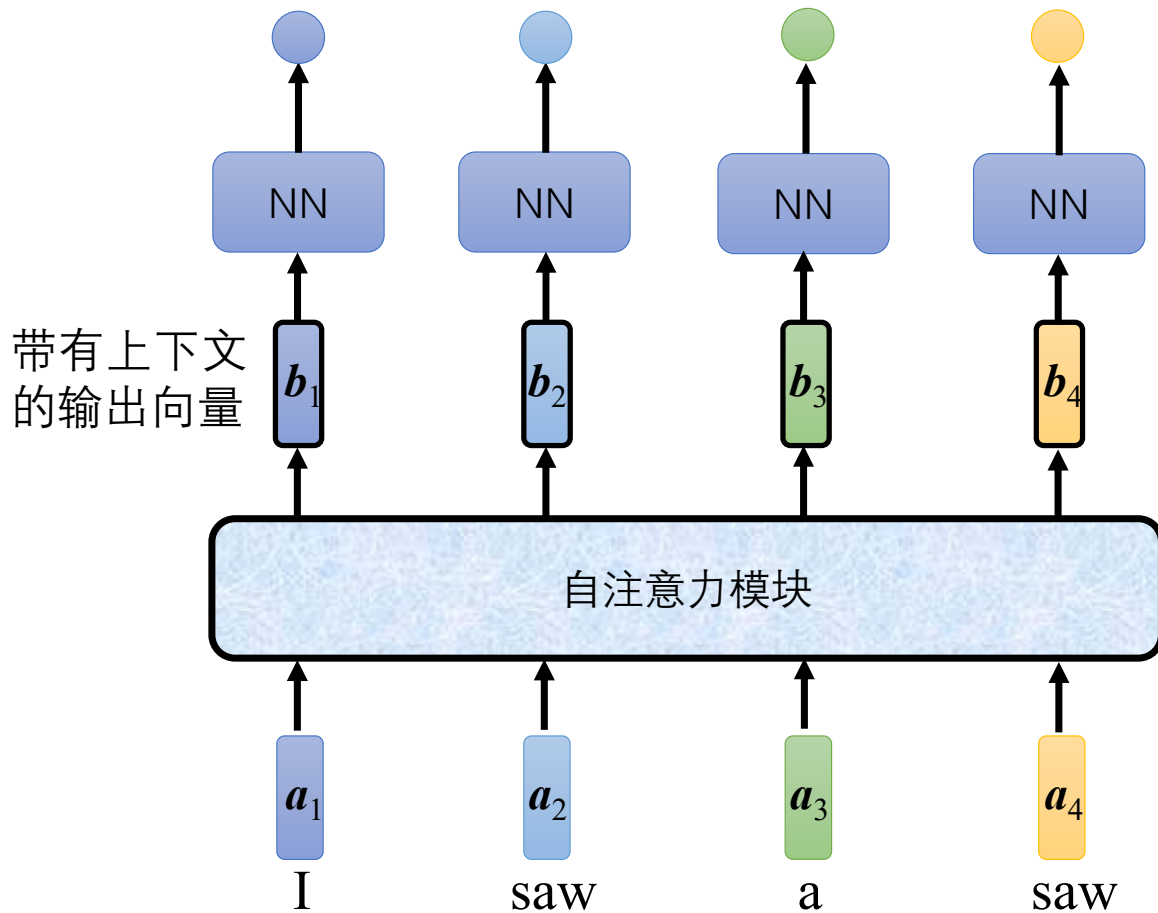 NN NN NN NN
带有上下文
的输出向量
b₁ b₂ b₃ b₄
自注意力模块
a₁ a₂ a₃ a₄
I saw a saw